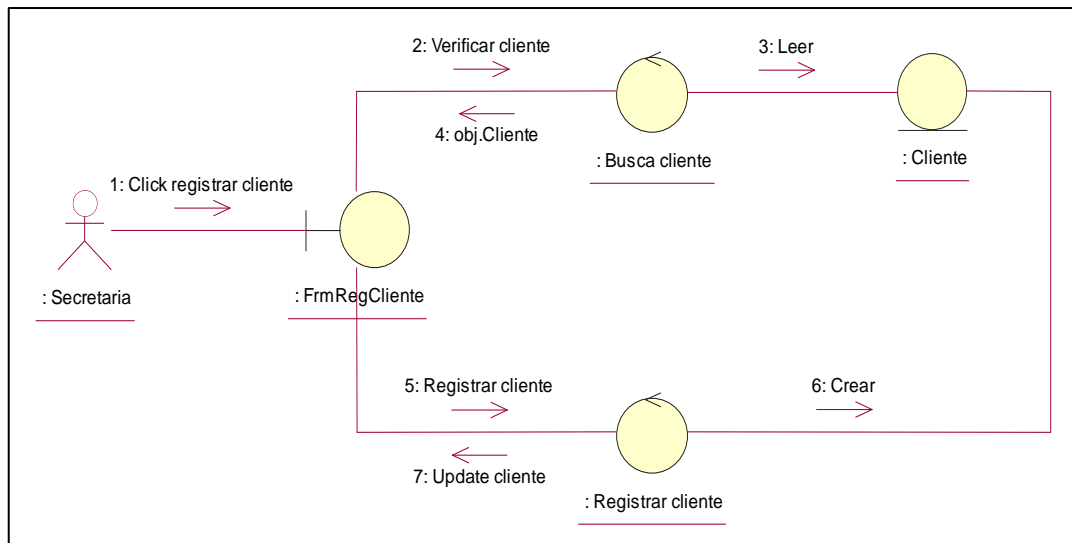 2: Verificar cliente
3: Leer
4: obj.Cliente
: Busca cliente
: Cliente
1: Click registrar cliente
: Secretaria
: FrmRegCliente
5: Registrar cliente
6: Crear
7: Update cliente
: Registrar cliente